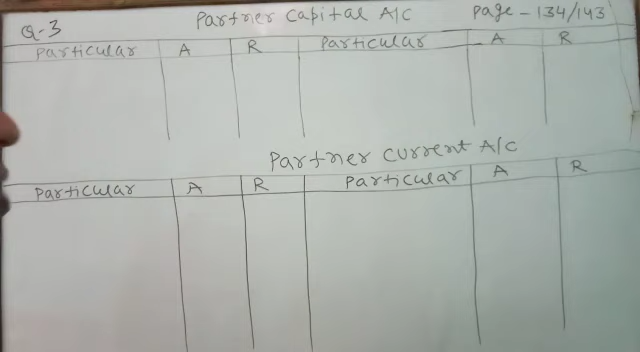 Q-3 Partner Capital A/C Page - 134/143
Particular A R Particular A R
Partner Current A/C
Particular A R Particular A R